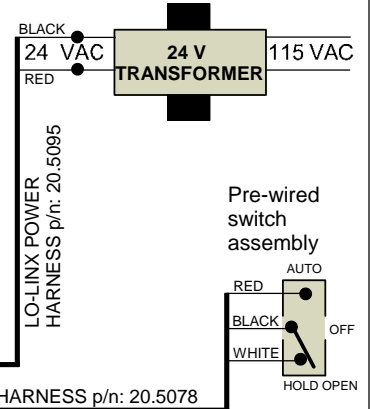 BLACK
24 VAC
RED
24 V
TRANSFORMER
115 VAC
LO-LINX POWER
HARNESS p/n: 20.5095
Pre-wired
switch
assembly
AUTO
RED
BLACK
OFF
WHITE
HOLD OPEN
HARNESS p/n: 20.5078